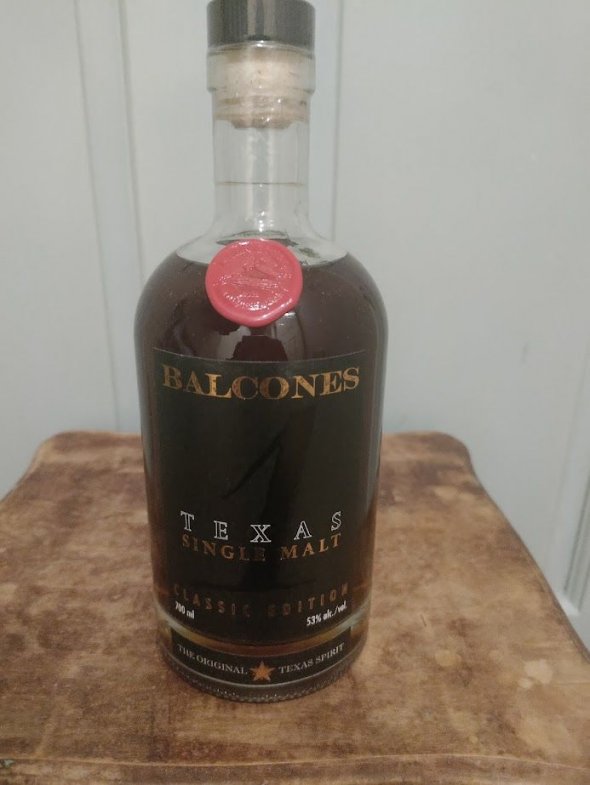 BALCONES
TEXAS
SINGLE MALT
CLASSIC EDITION
700 ml 53% alc./vol.
THE ORIGINAL TEXAS SPIRIT